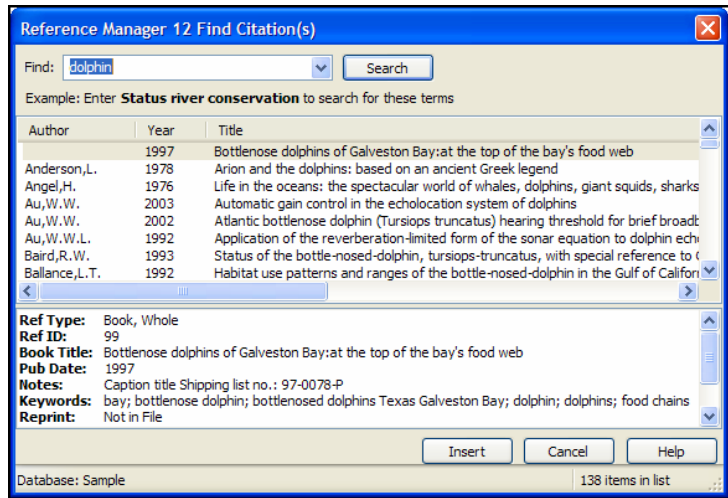 Reference Manager 12 Find Citation(s)
Find: dolphin Search
Example: Enter Status river conservation to search for these terms
Author Year Title
1997 Bottlenose dolphins of Galveston Bay:at the top of the bay's food web
Anderson,L. 1978 Arion and the dolphins: based on an ancient Greek legend
Angel,H. 1976 Life in the oceans: the spectacular world of whales, dolphins, giant squids, sharks
Au,W.W. 2003 Automatic gain control in the echolocation system of dolphins
Au,W.W. 2002 Atlantic bottlenose dolphin (Tursiops truncatus) hearing threshold for brief broadb
Au,W.W.L. 1992 Application of the reverberation-limited form of the sonar equation to dolphin echo
Baird,R.W. 1993 Status of the bottle-nosed-dolphin, tursiops-truncatus, with special reference to
Ballance,L.T. 1992 Habitat use patterns and ranges of the bottle-nosed-dolphin in the Gulf of Californ
Ref Type: Book, Whole
Ref ID: 99
Book Title: Bottlenose dolphins of Galveston Bay:at the top of the bay's food web
Pub Date: 1997
Notes: Caption title Shipping list no.: 97-0078-P
Keywords: bay; bottlenose dolphin; bottlenosed dolphins Texas Galveston Bay; dolphin; dolphins; food chains
Reprint: Not in File
Insert Cancel Help
Database: Sample 138 items in list